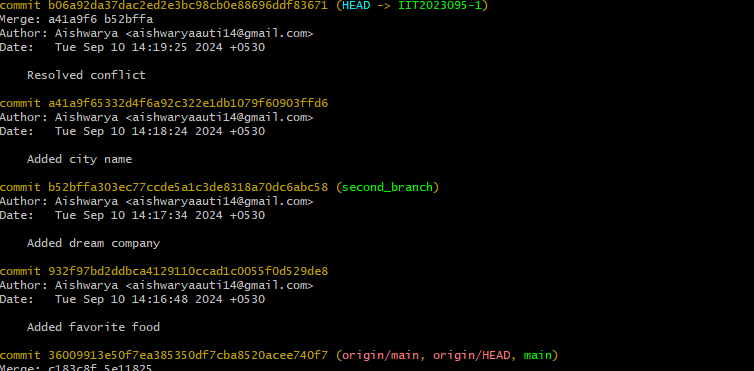 commit b06a92da37dac2ed2e3bc98cb0e88696ddf83671 (HEAD -> IIT2023095-1)
Merge: a41a9f6 b52bffa
Author: Aishwarya <aishwaryaauti14@gmail.com>
Date:   Tue Sep 10 14:19:25 2024 +0530
Resolved conflict
commit a41a9f65332d4f6a92c322e1db1079f60903ffd6
Author: Aishwarya <aishwaryaauti14@gmail.com>
Date:   Tue Sep 10 14:18:24 2024 +0530
Added city name
commit b52bffa303ec77ccde5a1c3de8318a70dc6abc58 (second_branch)
Author: Aishwarya <aishwaryaauti14@gmail.com>
Date:   Tue Sep 10 14:17:34 2024 +0530
Added dream company
commit 932f97bd2ddbca4129110ccad1c0055f0d529de8
Author: Aishwarya <aishwaryaauti14@gmail.com>
Date:   Tue Sep 10 14:16:48 2024 +0530
Added favorite food
commit 36009913e50f7ea385350df7cba8520acee740f7 (origin/main, origin/HEAD, main)
Merge: c183c8f 5e11825